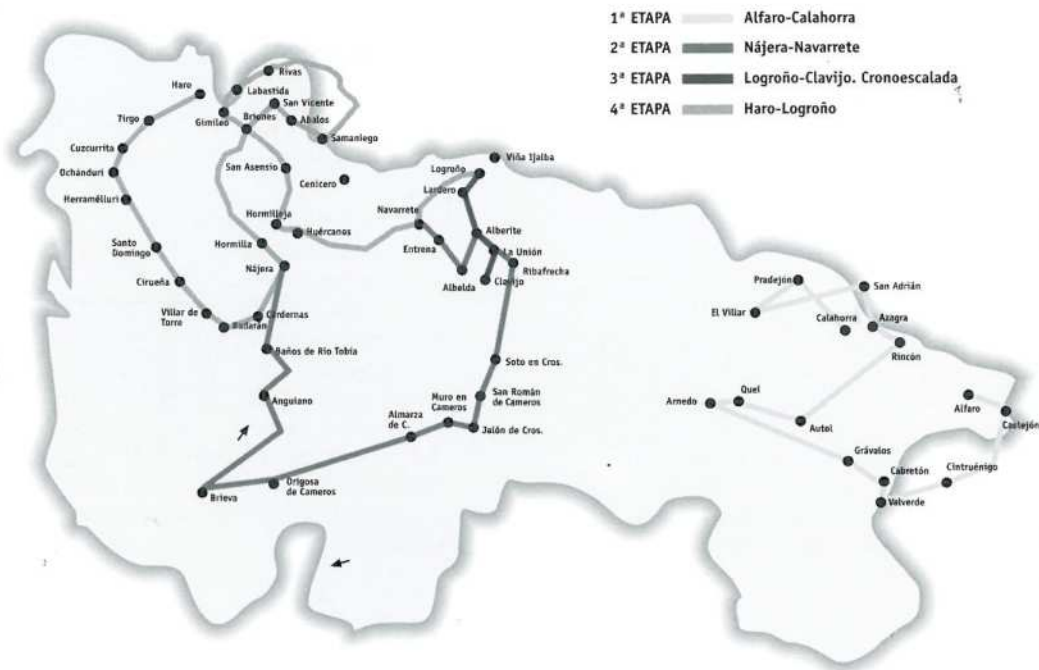 1ª ETAPA Alfaro-Calahorra
2ª ETAPA Nájera-Navarrete
3ª ETAPA Logroño-Clavijo. Cronoescalada
4ª ETAPA Haro-Logroño
Rivas
Haro
Labastida
San Vicente
Tirgo
Gimileo
Briones
Abalos
Samaniego
Cuzcurrita
Viña Ijalba
San Asensio
Logroño
Ochánduri
Cenicero
Lardero
Herramélluri
Hormilleja
Navarrete
Huércanos
Alberite
Santo
Domingo
Hormilla
Entrena
La Unión
Nájera
Ribafrecha
Cirueña
Albelda
Clavijo
Pradejón
San Adrián
Villar de
Torre
Cárdernas
Badarán
El Villar
Calahorra
Azagra
Rincón
Baños de Río Tobía
Soto en Cros.
Anguiano
Muro en
Cameros
San Román
de Cameros
Almarza
de C.
Jalón de Cros.
Arnedo
Quel
Autol
Alfaro
Castejón
Grávalos
Cabretón
Cintruénigo
Valverde
Brieva
Origosa
de Cameros